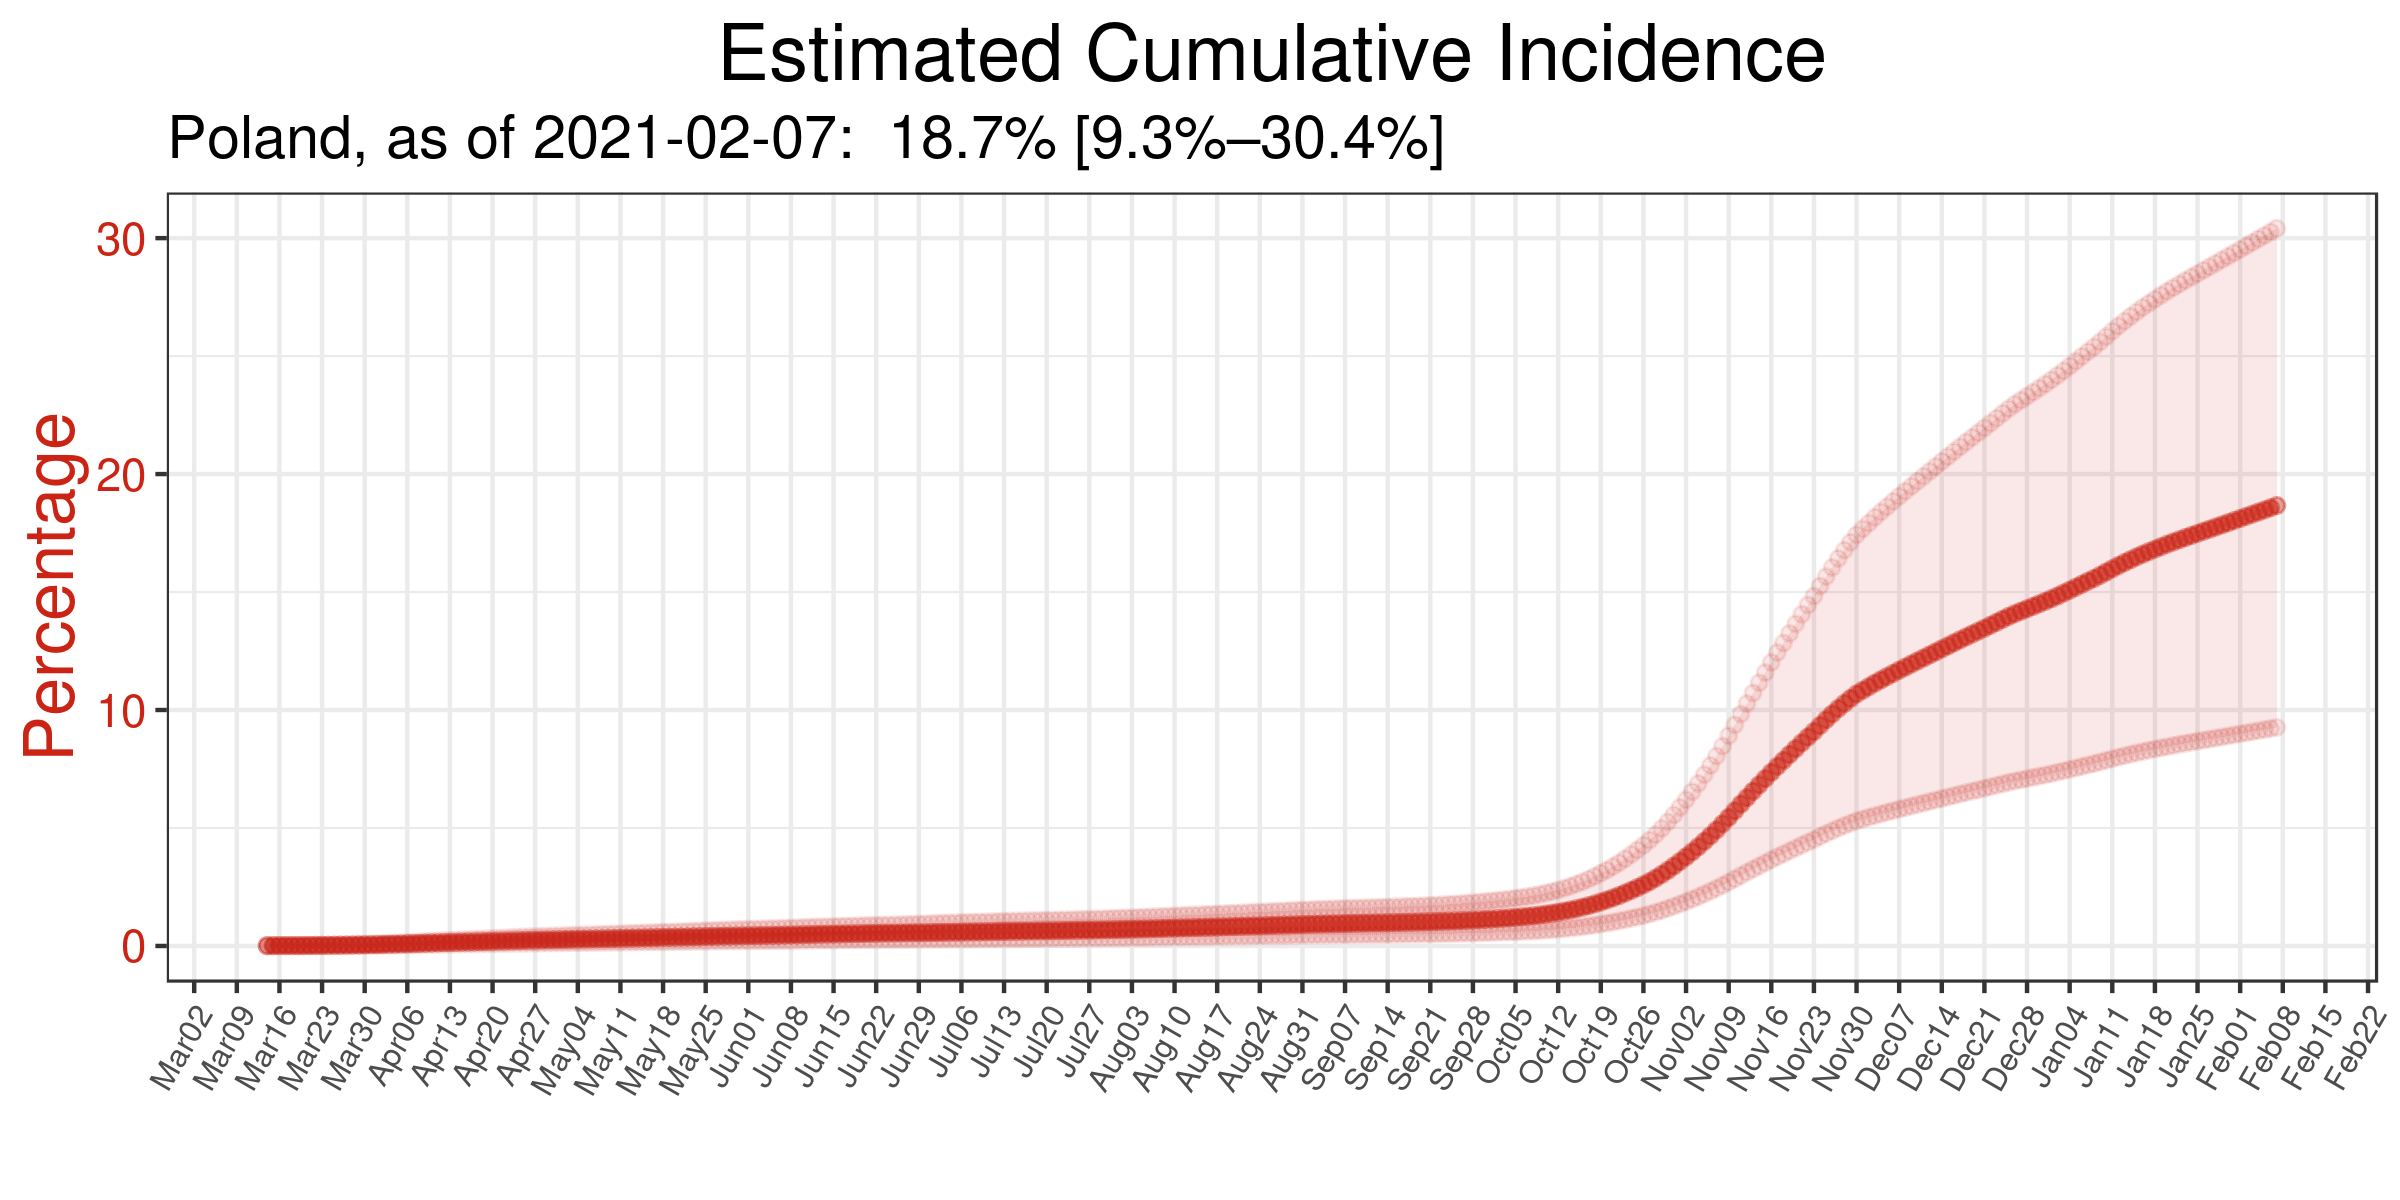 Estimated Cumulative Incidence
Poland, as of 2021-02-07:  18.7% [9.3%–30.4%]
Percentage
30
20
10
0
Mar02 Mar09 Mar16 Mar23 Mar30 Apr06 Apr13 Apr20 Apr27 May04 May11 May18 May25 Jun01 Jun08 Jun15 Jun22 Jun29 Jul06 Jul13 Jul20 Jul27 Aug03 Aug10 Aug17 Aug24 Aug31 Sep07 Sep14 Sep21 Sep28 Oct05 Oct12 Oct19 Oct26 Nov02 Nov09 Nov16 Nov23 Nov30 Dec07 Dec14 Dec21 Dec28 Jan04 Jan11 Jan18 Jan25 Feb01 Feb08 Feb15 Feb22